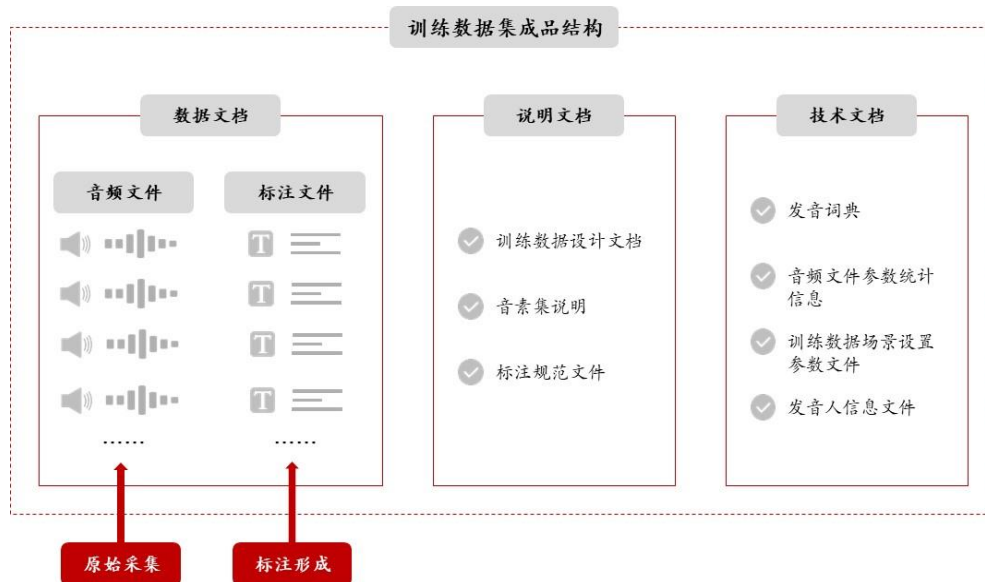 训练数据集成品结构
数据文档
音频文件
标注文件
T
T
T
T
......
......
原始采集
标注形成
说明文档
训练数据设计文档
音素集说明
标注规范文件
技术文档
发音词典
音频文件参数统计
信息
训练数据场景设置
参数文件
发音人信息文件